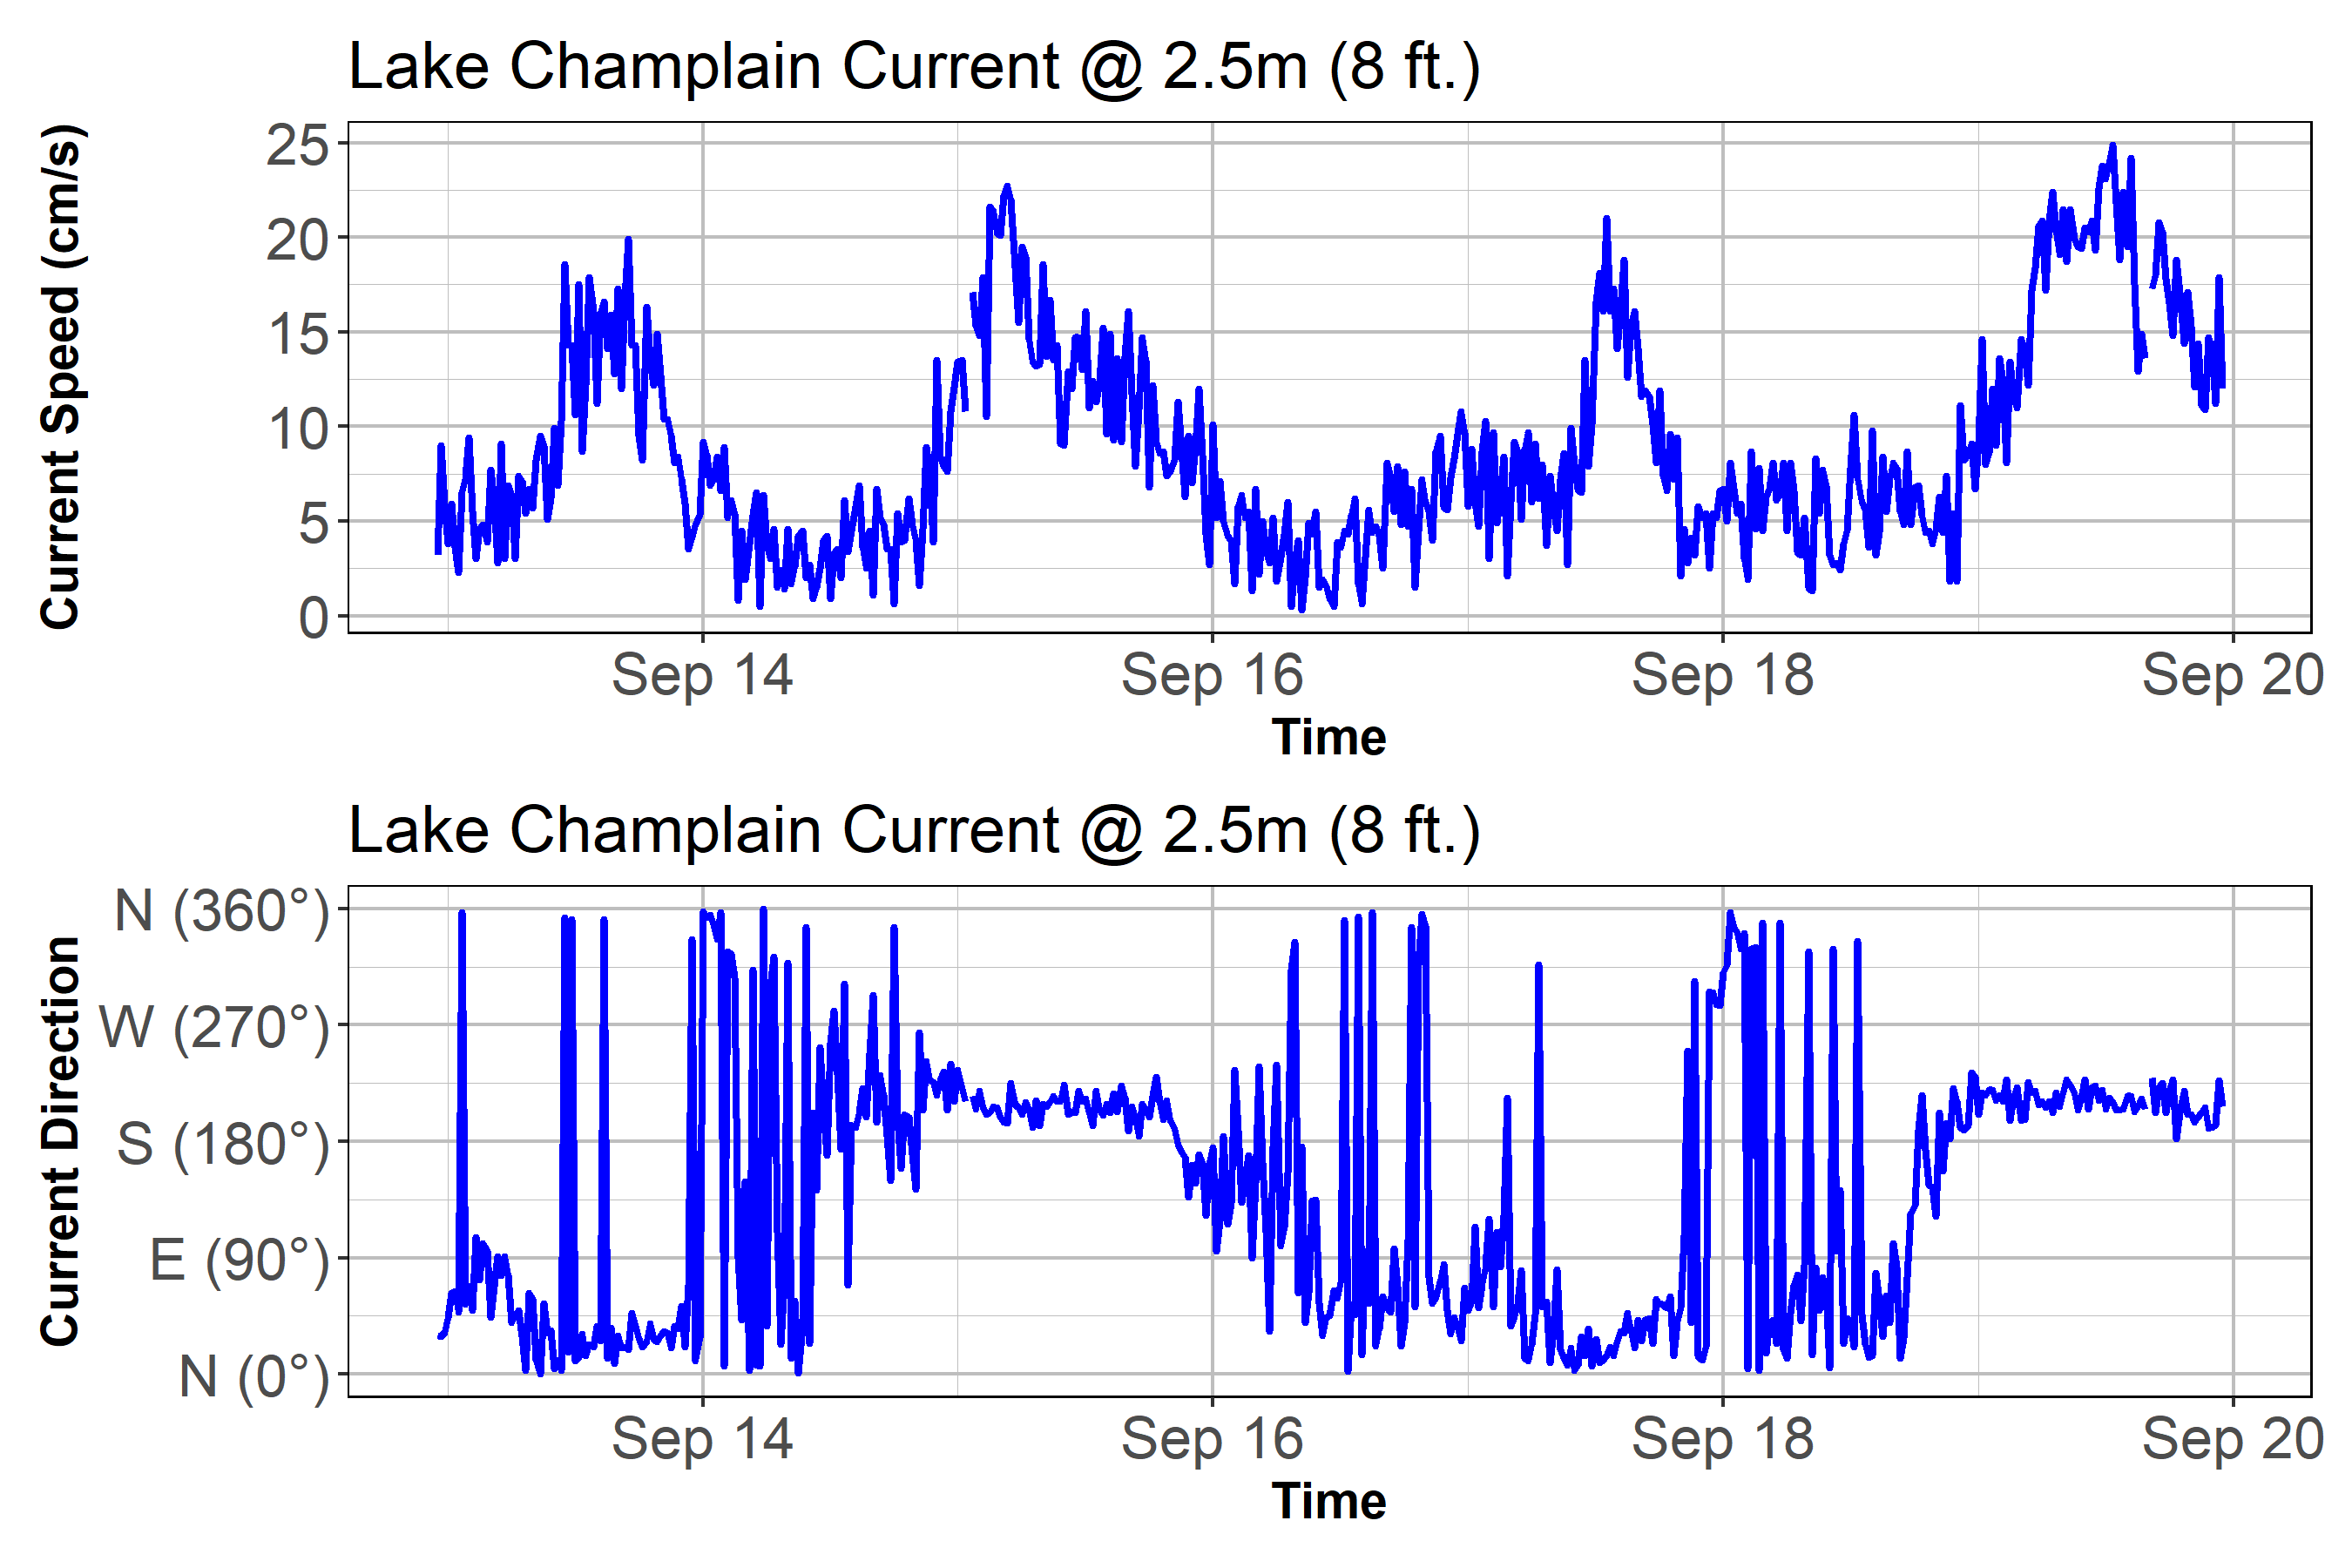 Lake Champlain Current @ 2.5m (8 ft.)
Current Speed (cm/s)
25
20
15
10
5
0
Sep 14 Sep 16 Sep 18 Sep 20
Time
Lake Champlain Current @ 2.5m (8 ft.)
Current Direction
N (360°)
W (270°)
S (180°)
E (90°)
N (0°)
Sep 14 Sep 16 Sep 18 Sep 20
Time